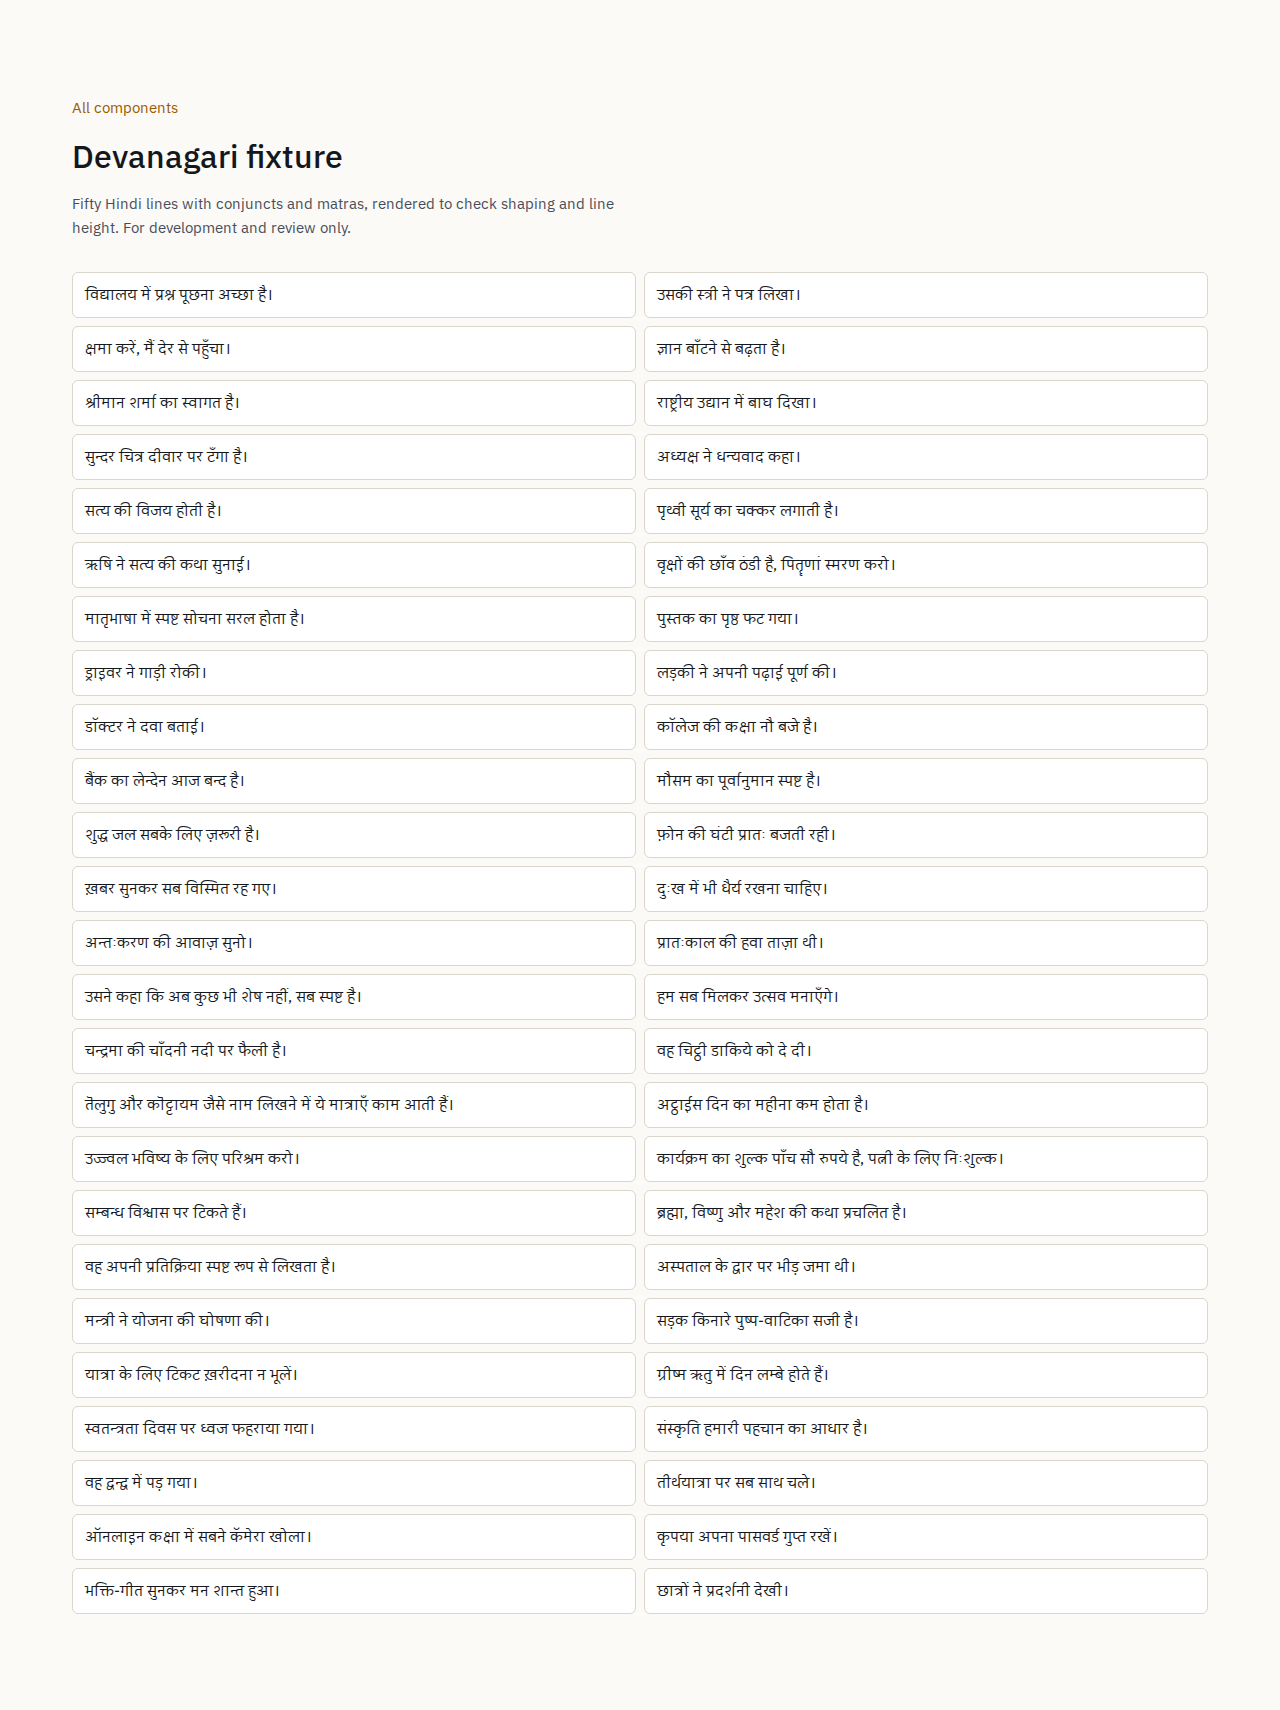 All components
Devanagari fixture
Fifty Hindi lines with conjuncts and matras, rendered to check shaping and line
height. For development and review only.
विद्यालय में प्रश्न पूछना अच्छा है।
उसकी स्त्री ने पत्र लिखा।
क्षमा करें, मैं देर से पहुँचा।
ज्ञान बाँटने से बढ़ता है।
श्रीमान शर्मा का स्वागत है।
राष्ट्रीय उद्यान में बाघ दिखा।
सुन्दर चित्र दीवार पर टँगा है।
अध्यक्ष ने धन्यवाद कहा।
सत्य की विजय होती है।
पृथ्वी सूर्य का चक्कर लगाती है।
ऋषि ने सत्य की कथा सुनाई।
वृक्षों की छाँव ठंडी है, पितॄणां स्मरण करो।
मातृभाषा में स्पष्ट सोचना सरल होता है।
पुस्तक का पृष्ठ फट गया।
ड्राइवर ने गाड़ी रोकी।
लड़की ने अपनी पढ़ाई पूर्ण की।
डॉक्टर ने दवा बताई।
कॉलेज की कक्षा नौ बजे है।
बैंक का लेन्देन आज बन्द है।
मौसम का पूर्वानुमान स्पष्ट है।
शुद्ध जल सबके लिए ज़रूरी है।
फ़ोन की घंटी प्रातः बजती रही।
ख़बर सुनकर सब विस्मित रह गए।
दुःख में भी धैर्य रखना चाहिए।
अन्तःकरण की आवाज़ सुनो।
प्रातःकाल की हवा ताज़ा थी।
उसने कहा कि अब कुछ भी शेष नहीं, सब स्पष्ट है।
हम सब मिलकर उत्सव मनाएँगे।
चन्द्रमा की चाँदनी नदी पर फैली है।
वह चिट्ठी डाकिये को दे दी।
तॆलुगु और कॊट्टायम जैसे नाम लिखने में ये मात्राएँ काम आती हैं।
अट्ठाईस दिन का महीना कम होता है।
उज्ज्वल भविष्य के लिए परिश्रम करो।
कार्यक्रम का शुल्क पाँच सौ रुपये है, पत्नी के लिए निःशुल्क।
सम्बन्ध विश्वास पर टिकते हैं।
ब्रह्मा, विष्णु और महेश की कथा प्रचलित है।
वह अपनी प्रतिक्रिया स्पष्ट रूप से लिखता है।
अस्पताल के द्वार पर भीड़ जमा थी।
मन्त्री ने योजना की घोषणा की।
सड़क किनारे पुष्प-वाटिका सजी है।
यात्रा के लिए टिकट ख़रीदना न भूलें।
ग्रीष्म ऋतु में दिन लम्बे होते हैं।
स्वतन्त्रता दिवस पर ध्वज फहराया गया।
संस्कृति हमारी पहचान का आधार है।
वह द्वन्द्व में पड़ गया।
तीर्थयात्रा पर सब साथ चले।
ऑनलाइन कक्षा में सबने कॅमेरा खोला।
कृपया अपना पासवर्ड गुप्त रखें।
भक्ति-गीत सुनकर मन शान्त हुआ।
छात्रों ने प्रदर्शनी देखी।